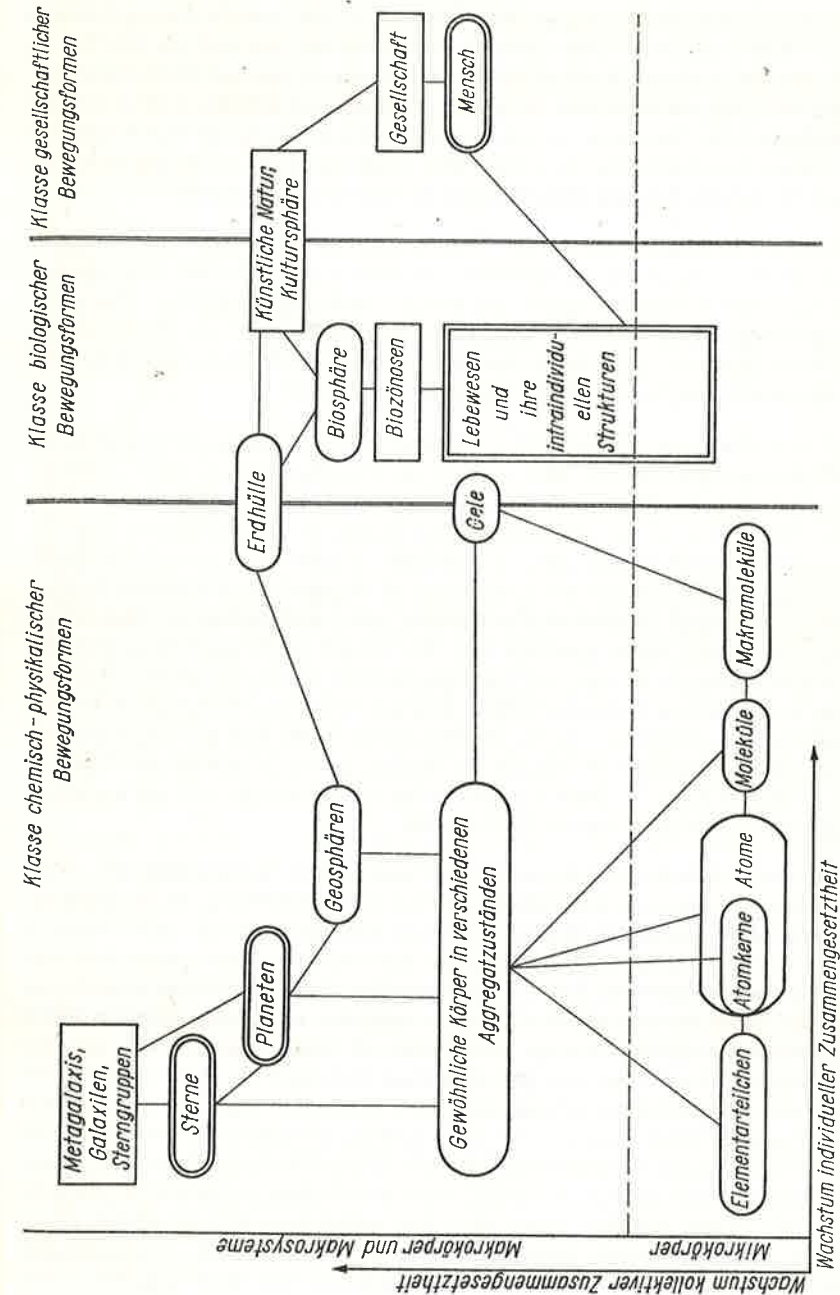 Klasse chemisch-physikalischer
Bewegungsformen
Klasse biologischer
Bewegungsformen
Klasse gesellschaftlicher
Bewegungsformen
Metagalaxis,
Galaxilen,
Sterngruppen
Sterne
Planeten
Geosphären
Erdhülle
Künstliche Natur,
Kultursphäre
Biosphäre
Biozönosen
Gesellschaft
Mensch
Lebewesen
und
ihre
intraindividu-
ellen
Strukturen
Gele
Gewöhnliche Körper in verschiedenen
Aggregatzuständen
Elementarteilchen
Atomkerne
Atome
Moleküle
Makromoleküle
Makrokörper und Makrosysteme
Mikrokörper
Wachstum kollektiver Zusammengesetztheit
Wachstum individueller Zusammengesetztheit